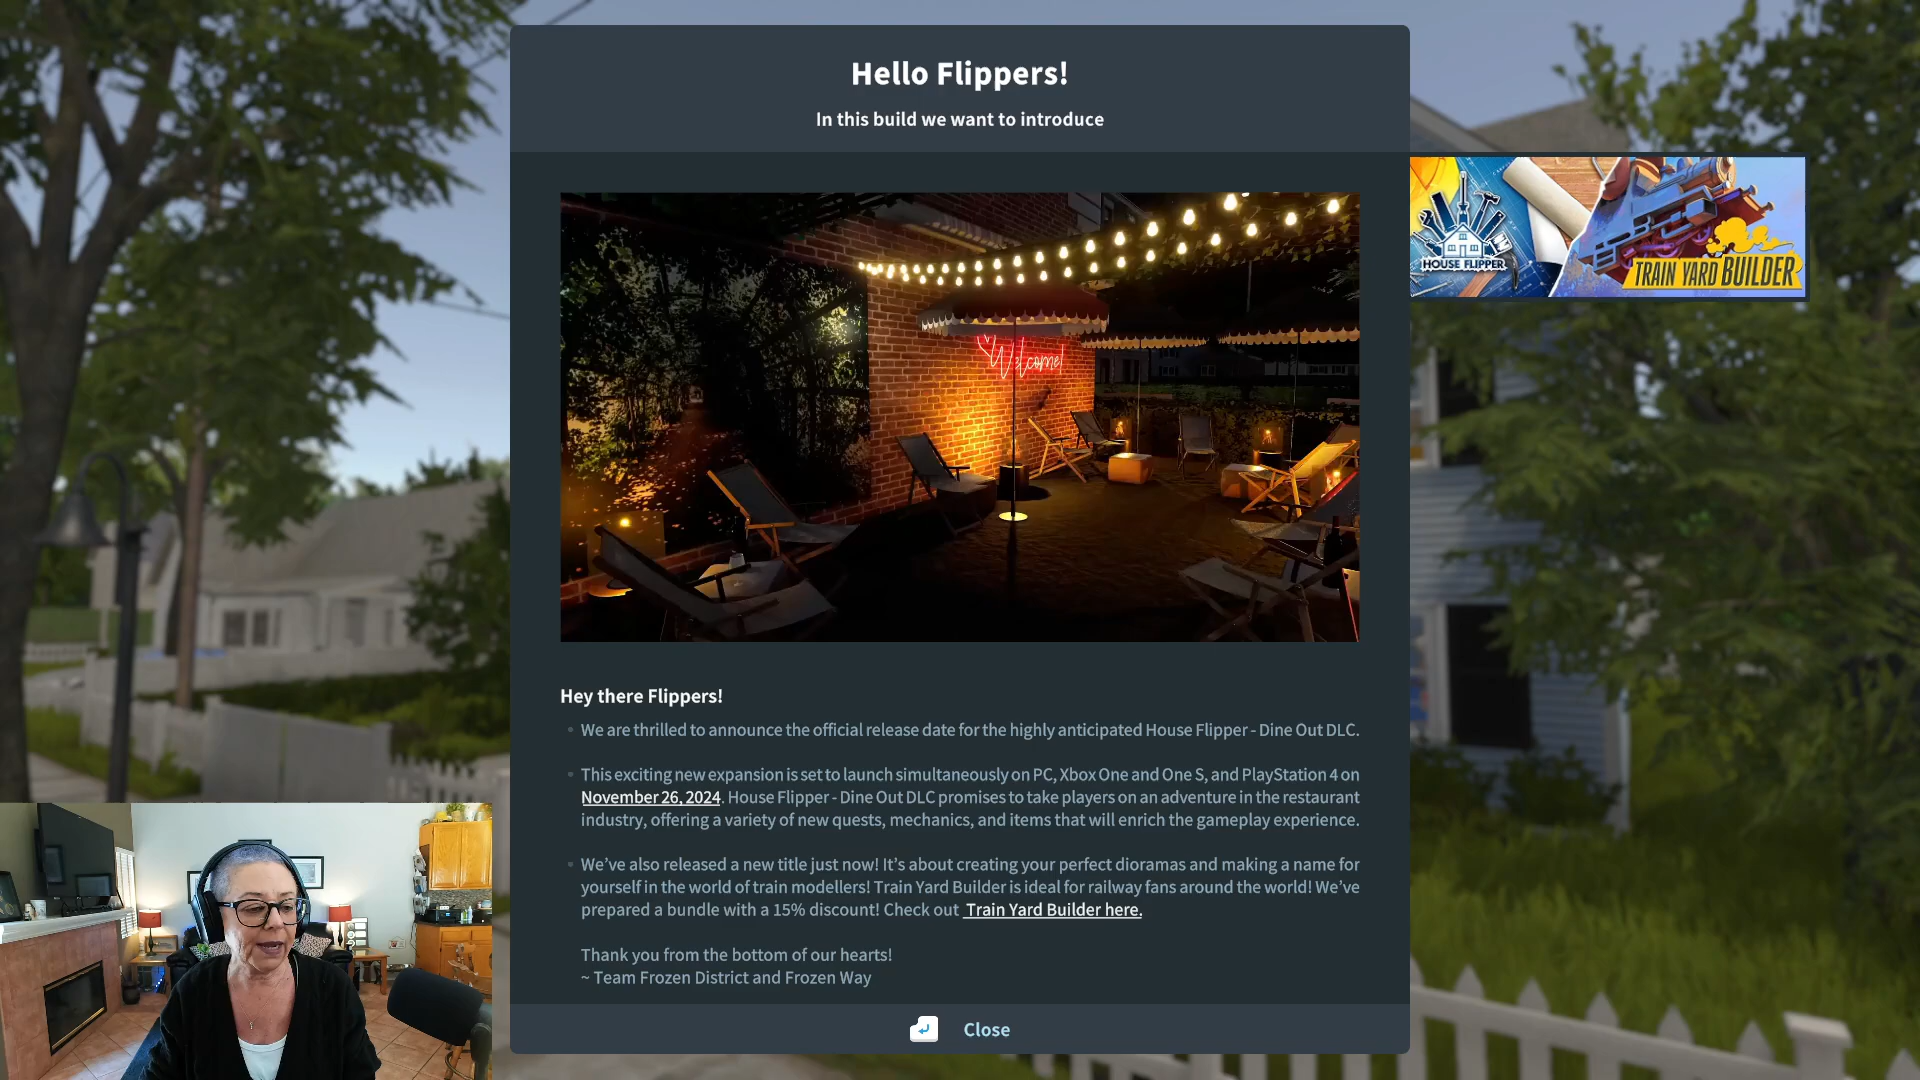 Hello Flippers!
In this build we want to introduce
HOUSE FLIPPER
TRAIN YARD BUILDER
Welcome!
Hey there Flippers!
We are thrilled to announce the official release date for the highly anticipated House Flipper - Dine Out DLC.
This exciting new expansion is set to launch simultaneously on PC, Xbox One and One S, and PlayStation 4 on
November 26, 2024. House Flipper - Dine Out DLC promises to take players on an adventure in the restaurant
industry, offering a variety of new quests, mechanics, and items that will enrich the gameplay experience.
We’ve also released a new title just now! It’s about creating your perfect dioramas and making a name for
yourself in the world of train modellers! Train Yard Builder is ideal for railway fans around the world! We’ve
prepared a bundle with a 15% discount! Check out Train Yard Builder here.
Thank you from the bottom of our hearts!
~ Team Frozen District and Frozen Way
Close